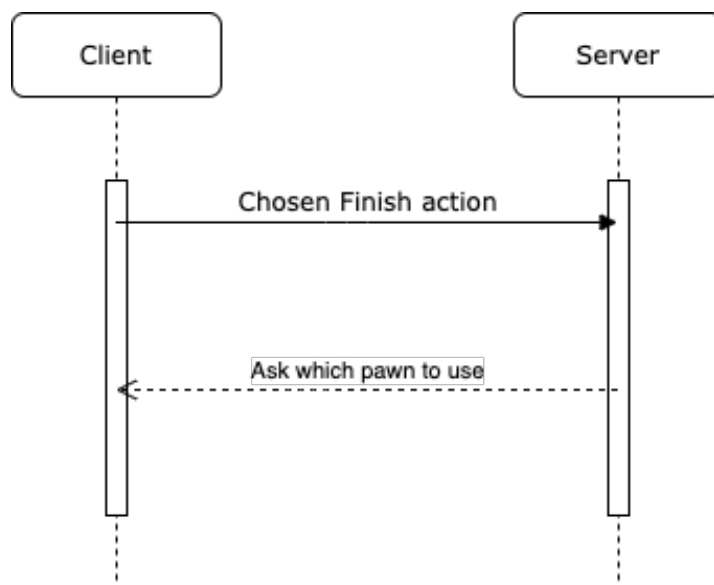 Client
Server
Chosen Finish action
Ask which pawn to use